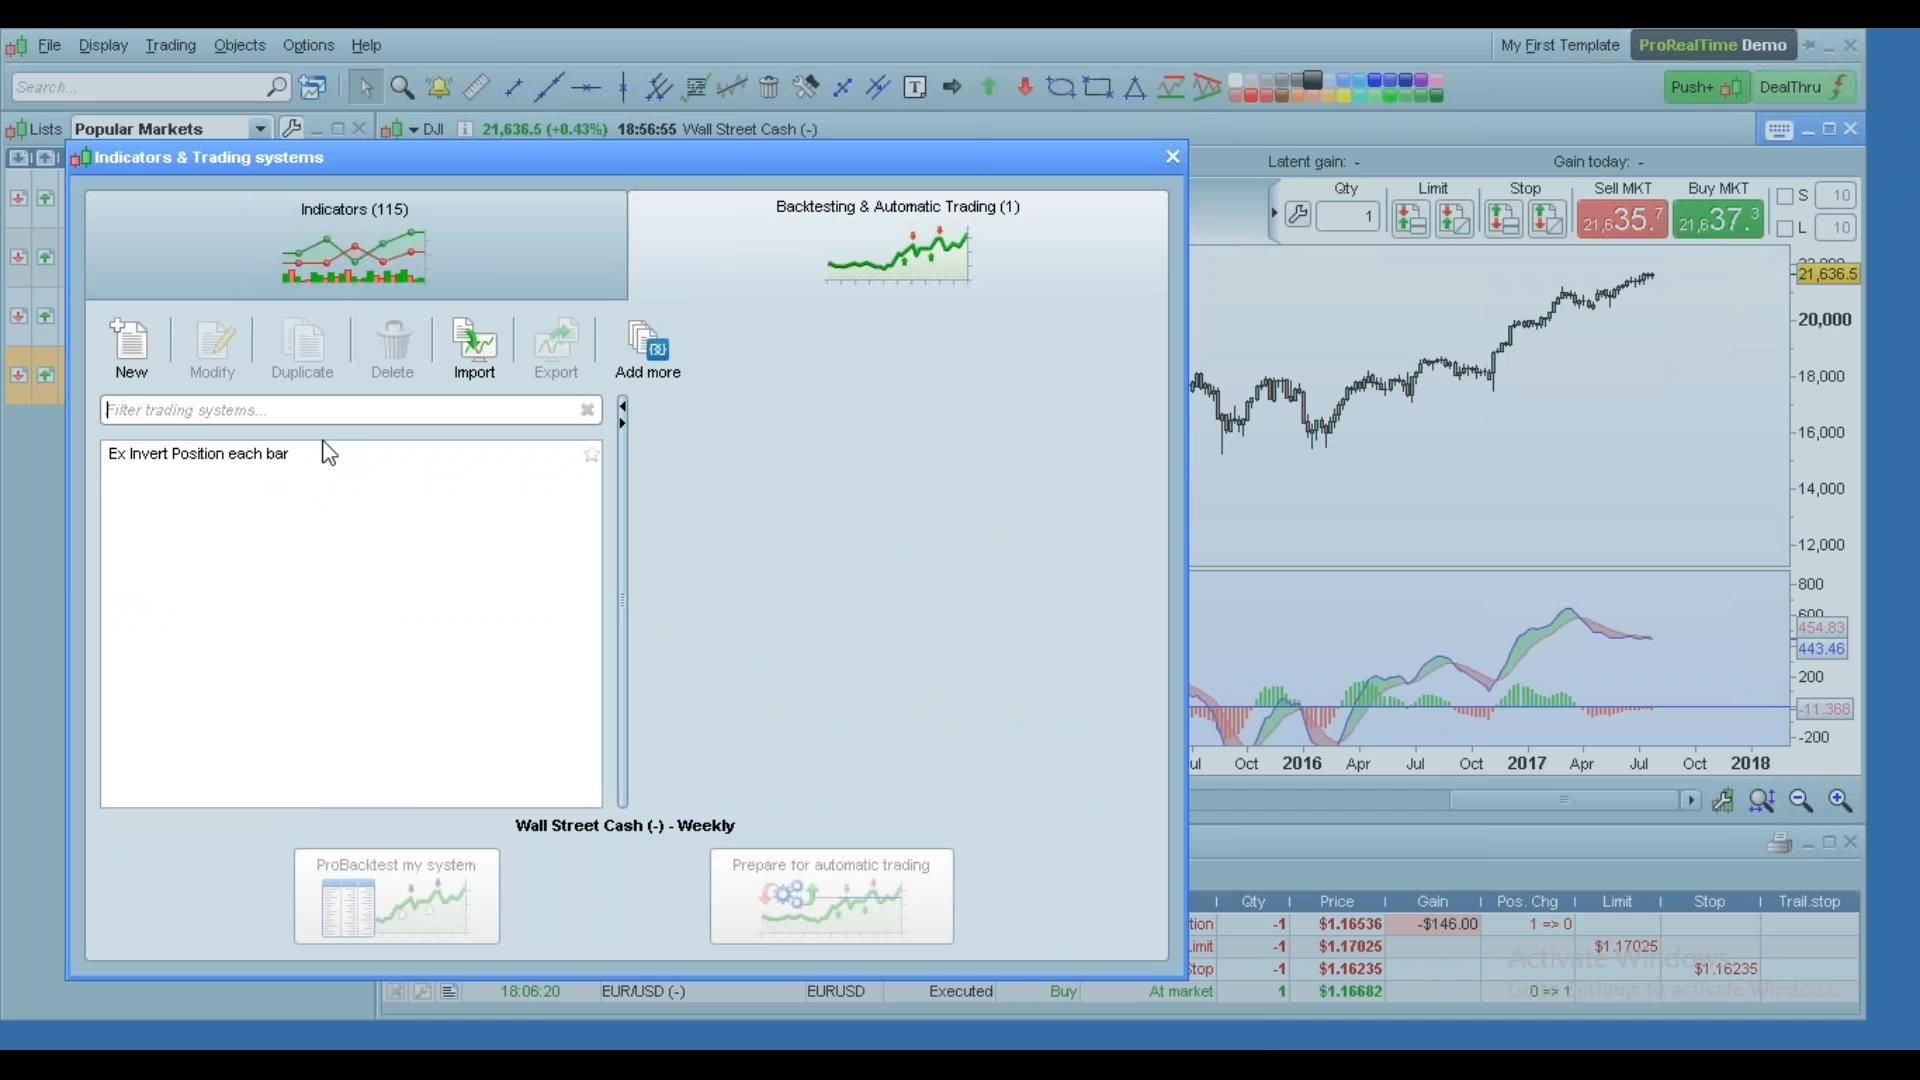 File Display Trading Objects Options Help
My First Template ProRealTime Demo
Search...
Push+ DealThru
Lists Popular Markets DJI 21,636.5 (+0.43%) 18:56:55 Wall Street Cash (-)
Indicators & Trading systems
Latent gain: - Gain today: -
Qty Limit Stop Sell MKT Buy MKT S 10
1 21,635.7 21,637.3 L 10
Indicators (115) Backtesting & Automatic Trading (1)
21,636.5
20,000
18,000
16,000
14,000
12,000
New Modify Duplicate Delete Import Export Add more
Filter trading systems...
Ex Invert Position each bar
800
600
454.83
443.46
200
-11.368
-200
Oct 2016 Apr Jul Oct 2017 Apr Jul Oct 2018
Wall Street Cash (-) - Weekly
ProBacktest my system Prepare for automatic trading
Qty Price Gain Pos. Chg Limit Stop Trail.stop
tion -1 $1.16536 -$146.00 1 => 0
imit -1 $1.17025 $1.17025
Stop -1 $1.16235 $1.16235
18:06:20 EUR/USD (-) EURUSD Executed Buy At market 1 $1.16682 0 => 1
Activate Windows
Go to Settings to activate Windows.